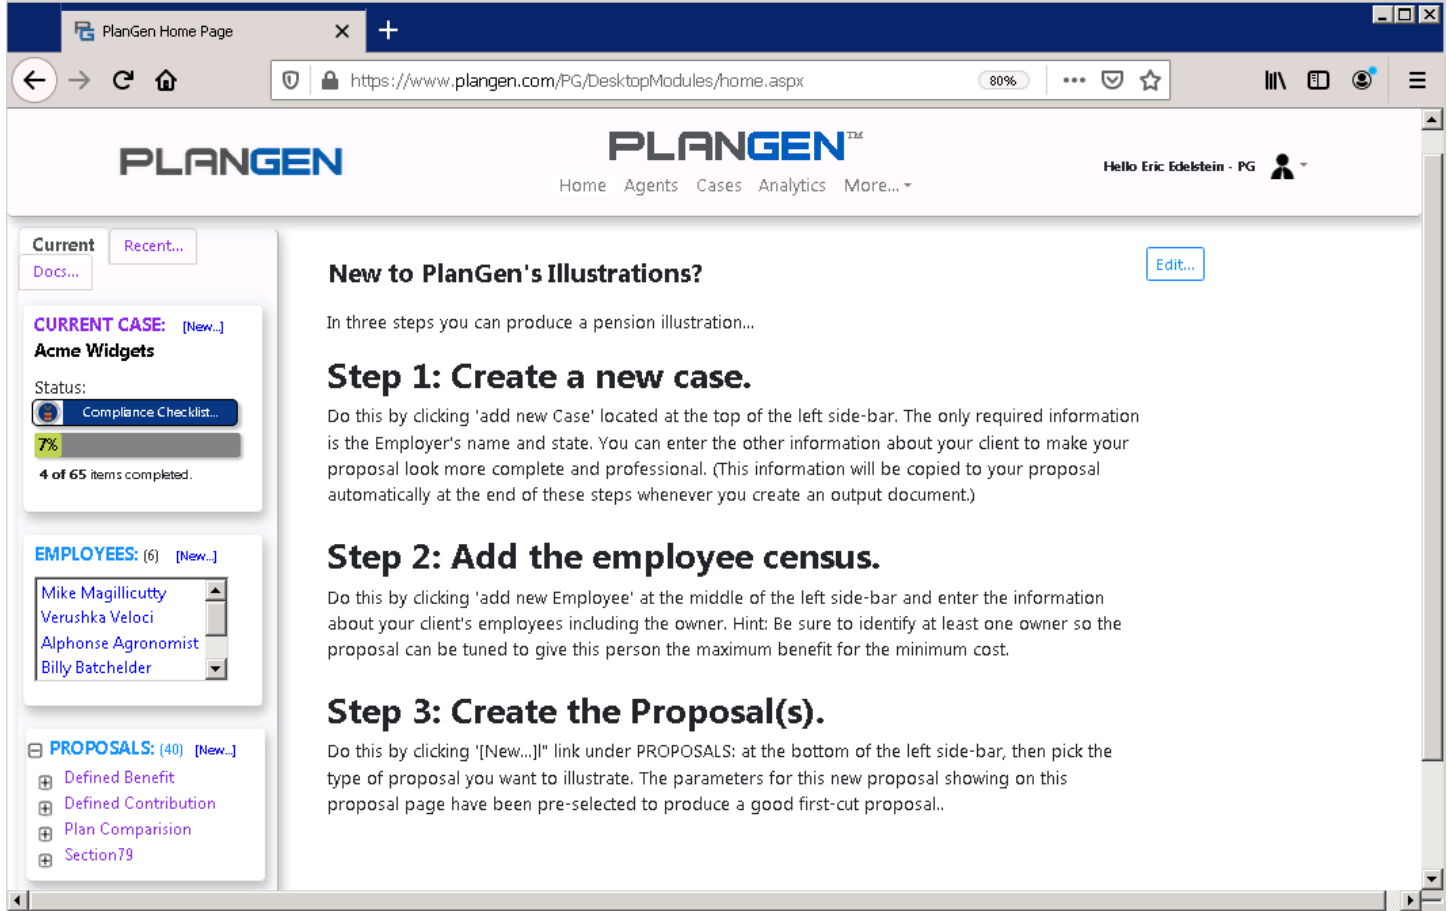 PlanGen Home Page
https://www.plangen.com/PG/DesktopModules/home.aspx
80%
PLANGEN
PLANGEN™
Home Agents Cases Analytics More...
Hello Eric Edelstein - PG
Current
Recent...
Docs...
CURRENT CASE: [New...]
Acme Widgets
Status:
Compliance Checklist...
7%
4 of 65 items completed.
EMPLOYEES: (6) [New...]
Mike Magillicutty
Verushka Veloci
Alphonse Agronomist
Billy Batchelder
PROPOSALS: (40) [New...]
Defined Benefit
Defined Contribution
Plan Comparision
Section79
New to PlanGen's Illustrations?
Edit...
In three steps you can produce a pension illustration...
Step 1: Create a new case.
Do this by clicking 'add new Case' located at the top of the left side-bar. The only required information
is the Employer's name and state. You can enter the other information about your client to make your
proposal look more complete and professional. (This information will be copied to your proposal
automatically at the end of these steps whenever you create an output document.)
Step 2: Add the employee census.
Do this by clicking 'add new Employee' at the middle of the left side-bar and enter the information
about your client's employees including the owner. Hint: Be sure to identify at least one owner so the
proposal can be tuned to give this person the maximum benefit for the minimum cost.
Step 3: Create the Proposal(s).
Do this by clicking '[New...]l" link under PROPOSALS: at the bottom of the left side-bar, then pick the
type of proposal you want to illustrate. The parameters for this new proposal showing on this
proposal page have been pre-selected to produce a good first-cut proposal..